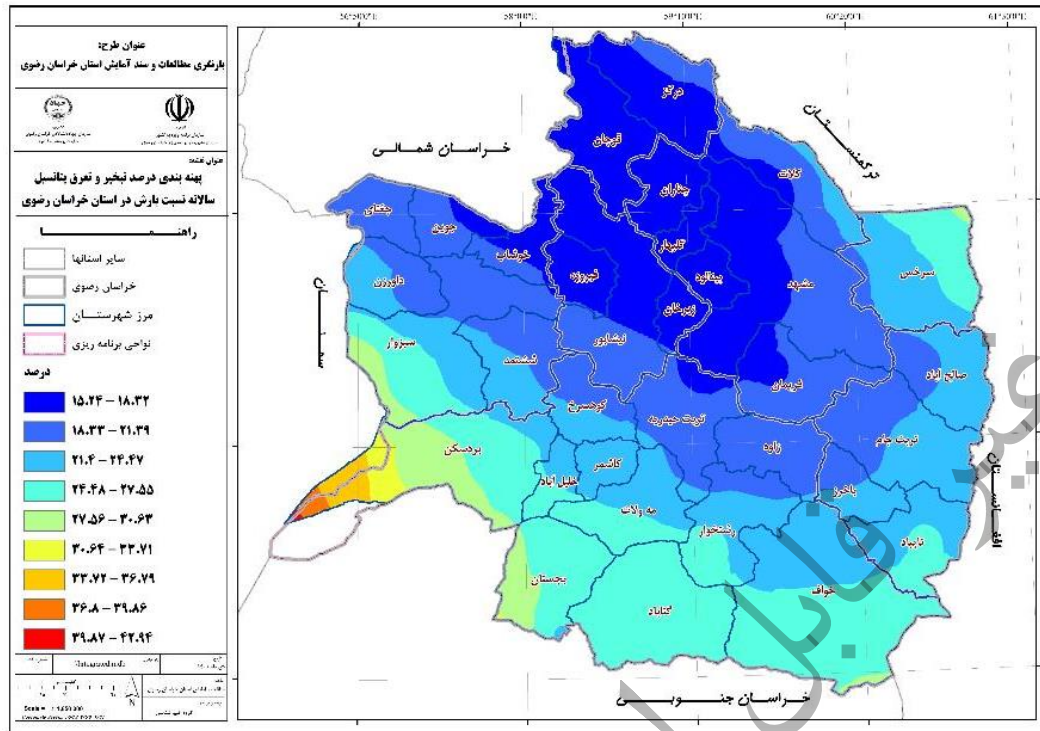 عنوان طرح:
بازنگری مطالعات و سند آمایش استان خراسان رضوی
عنوان نقشه:
پهنه بندی درصد تبخیر و تعرق پتانسیل
سالانه نسبت بارش در استان خراسان رضوی
راهنما
سایر استانها
خراسان رضوی
مرز شهرستان
نواحی برنامه ریزی
درصد
۱۵.۲۴ – ۱۸.۳۲
۱۸.۳۳ – ۲۱.۳۹
۲۱.۴ – ۲۴.۴۷
۲۴.۴۸ – ۲۷.۵۵
۲۷.۵۶ – ۳۰.۶۳
۳۰.۶۴ – ۳۳.۷۱
۳۳.۷۲ – ۳۶.۷۹
۳۶.۸ – ۳۹.۸۶
۳۹.۸۷ – ۴۲.۹۴
N
خراسان شمالی
ترکمنستان
سمنان
افغانستان
خراسان جنوبی
درگز
قوچان
چناران
کلات
گلبهار
جغتای
جوین
خوشاب
فیروزه
بینالود
مشهد
سرخس
داورزن
زبرخان
سبزوار
ششتمد
نیشابور
فریمان
صالح آباد
کوهسرخ
تربت حیدریه
زاوه
تربت جام
بردسکن
خلیل آباد
کاشمر
باخرز
مه ولات
رشتخوار
تایباد
بجستان
گناباد
خواف
غیر قابل